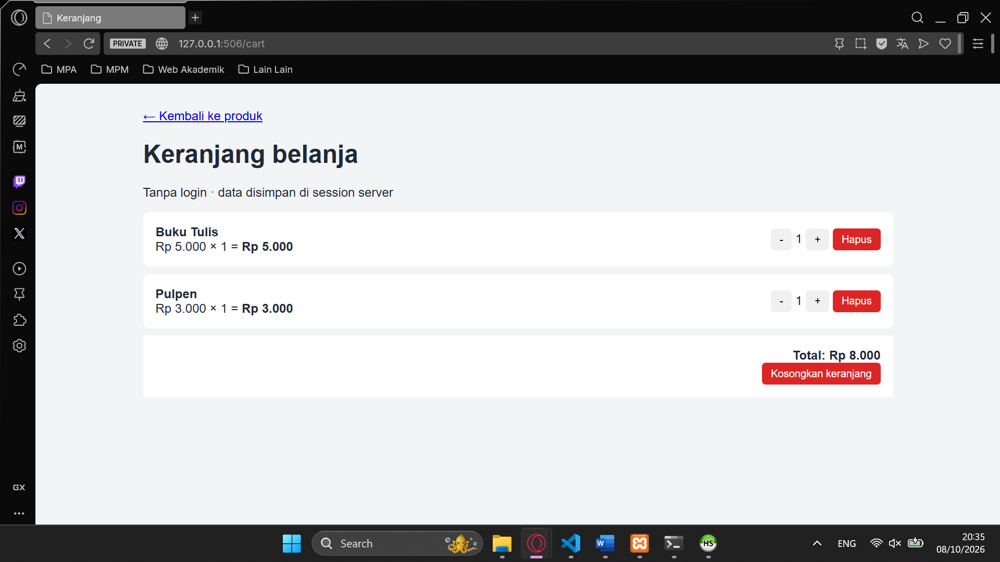 Keranjang
PRIVATE
127.0.0.1:506/cart
MPA
MPM
Web Akademik
Lain Lain
M
← Kembali ke produk
Keranjang belanja
Tanpa login · data disimpan di session server
Buku Tulis
Rp 5.000 × 1 = Rp 5.000
- 1 + Hapus
Pulpen
Rp 3.000 × 1 = Rp 3.000
- 1 + Hapus
Total: Rp 8.000
Kosongkan keranjang
GX
Search
W
HS
ENG
20:35
08/10/2026